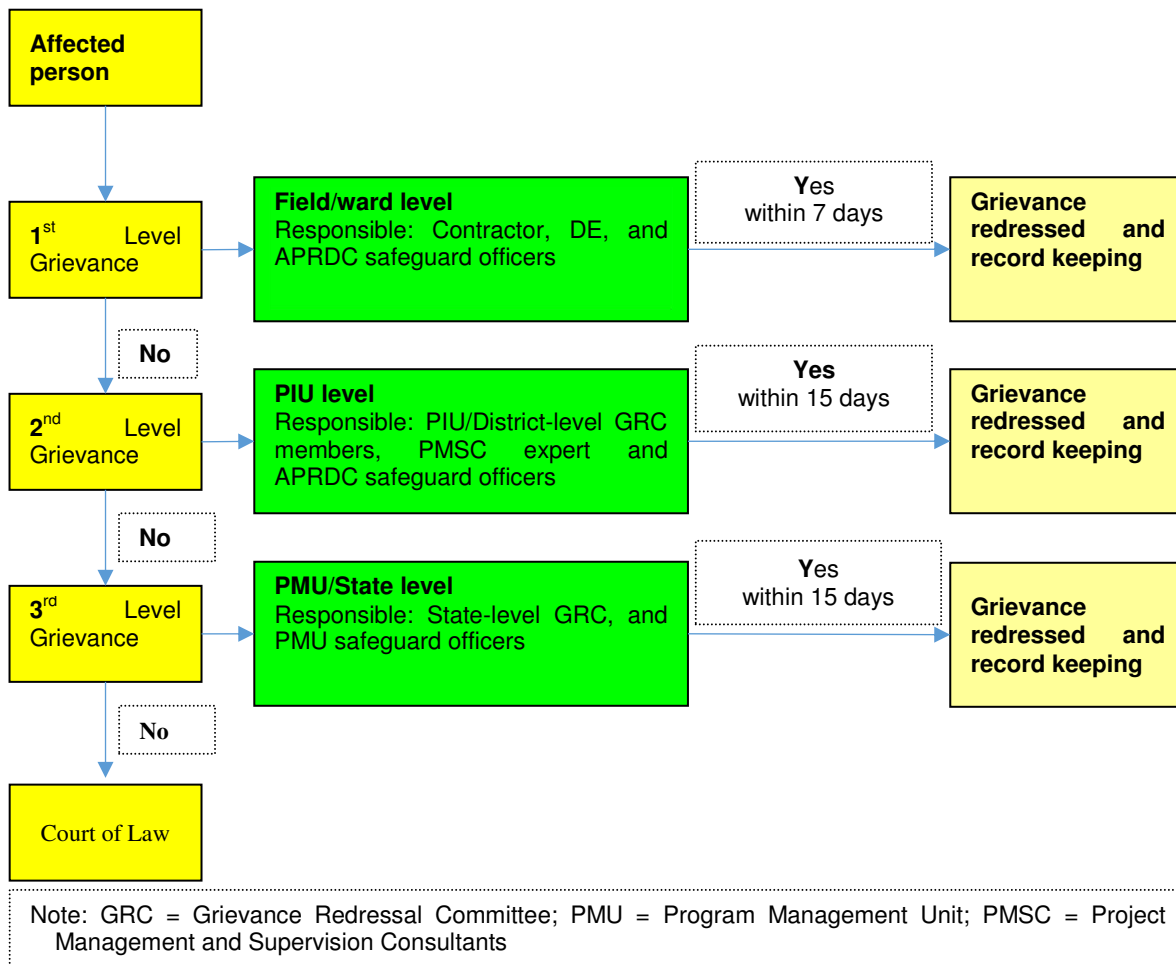 Affected
person
1st Level
Grievance
Field/ward level
Responsible: Contractor, DE, and
APRDC safeguard officers
Yes
within 7 days
Grievance
redressed and
record keeping
No
2nd Level
Grievance
PIU level
Responsible: PIU/District-level GRC
members, PMSC expert and
APRDC safeguard officers
Yes
within 15 days
Grievance
redressed and
record keeping
No
3rd Level
Grievance
PMU/State level
Responsible: State-level GRC, and
PMU safeguard officers
Yes
within 15 days
Grievance
redressed and
record keeping
No
Court of Law
Note: GRC = Grievance Redressal Committee; PMU = Program Management Unit; PMSC = Project
Management and Supervision Consultants